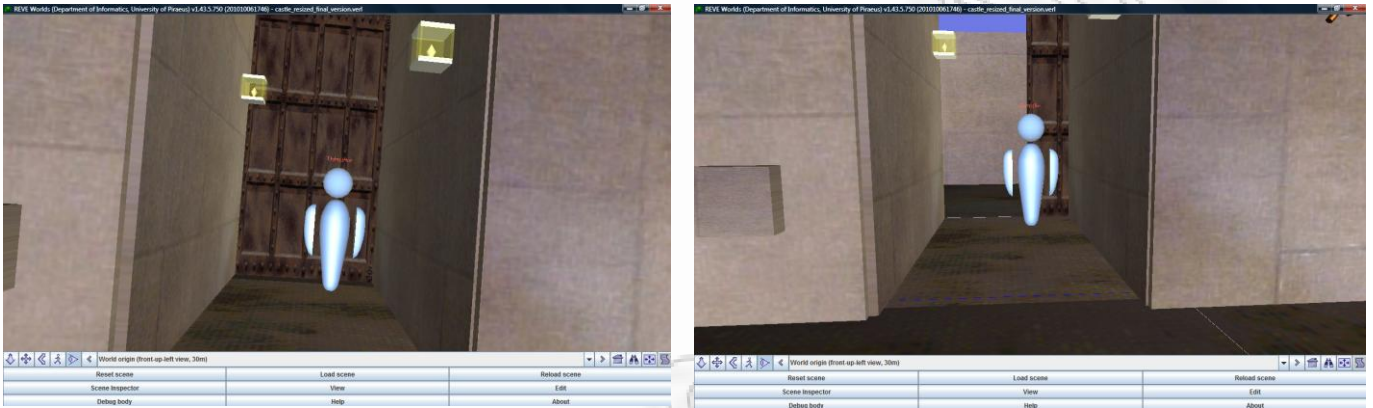 REVE Worlds (Department of Informatics, University of Piraeus) v1.43.5.750 (201010061746) - castle_resized_final_version.verl
World origin (front-up-left view, 30m)
Reset scene Load scene Reload scene
Scene Inspector View Edit
Debug body Help About
REVE Worlds (Department of Informatics, University of Piraeus) v1.43.5.750 (201010061746) - castle_resized_final_version.verl
World origin (front-up-left view, 30m)
Reset scene Load scene Reload scene
Scene Inspector View Edit
Debug body Help About